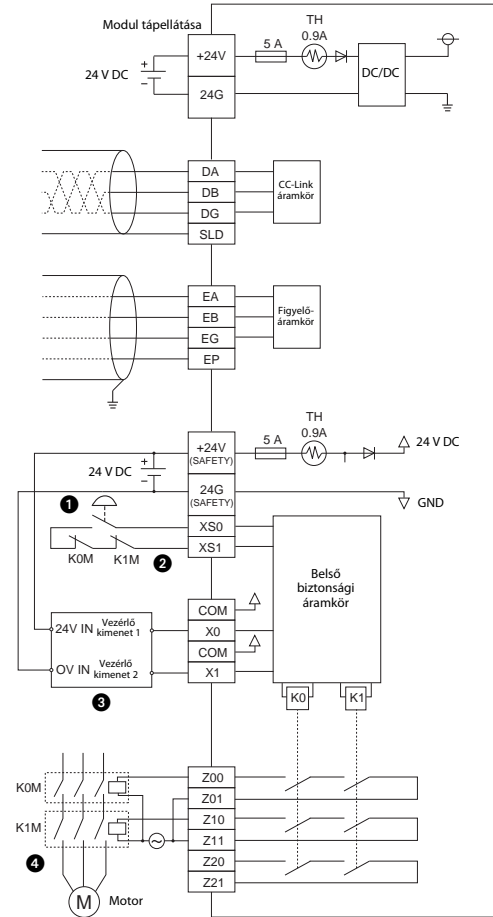 Modul tápellátása
TH
0.9A
5 A
+24V
24 V DC
+
−
24G
DC/DC
DA
DB
DG
SLD
CC-Link
áramkör
EA
EB
EG
EP
Figyelő-
áramkör
TH
0.9A
5 A
+24V
(SAFETY)
24 V DC
24 V DC
+
−
24G
(SAFETY)
GND
1
XS0
XS1
K0M
K1M
2
Belső
biztonsági
áramkör
COM
X0
COM
X1
24V IN
Vezérlő
kimenet 1
OV IN
Vezérlő
kimenet 2
3
K0
K1
K0M
K1M
4
Z00
Z01
Z10
Z11
Z20
Z21
M
Motor